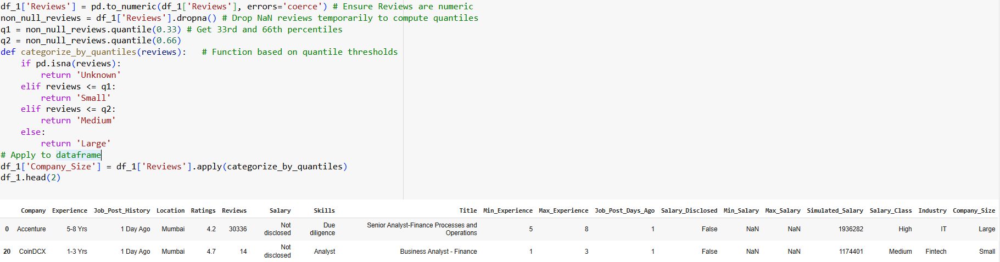 df_1['Reviews'] = pd.to_numeric(df_1['Reviews'], errors='coerce') # Ensure Reviews are numeric
non_null_reviews = df_1['Reviews'].dropna() # Drop NaN reviews temporarily to compute quantiles
q1 = non_null_reviews.quantile(0.33) # Get 33rd and 66th percentiles
q2 = non_null_reviews.quantile(0.66)
def categorize_by_quantiles(reviews):   # Function based on quantile thresholds
    if pd.isna(reviews):
        return 'Unknown'
    elif reviews <= q1:
        return 'Small'
    elif reviews <= q2:
        return 'Medium'
    else:
        return 'Large'
# Apply to dataframe
df_1['Company_Size'] = df_1['Reviews'].apply(categorize_by_quantiles)
df_1.head(2)
Company Experience Job_Post_History Location Ratings Reviews Salary Skills Title Min_Experience Max_Experience Job_Post_Days_Ago Salary_Disclosed Min_Salary Max_Salary Simulated_Salary Salary_Class Industry Company_Size
0 Accenture 5-8 Yrs 1 Day Ago Mumbai 4.2 30336 Not disclosed Due diligence Senior Analyst-Finance Processes and Operations 5 8 1 False NaN NaN 1936282 High IT Large
20 CoinDCX 1-3 Yrs 1 Day Ago Mumbai 4.7 14 Not disclosed Analyst Business Analyst - Finance 1 3 1 False NaN NaN 1174401 Medium Fintech Small